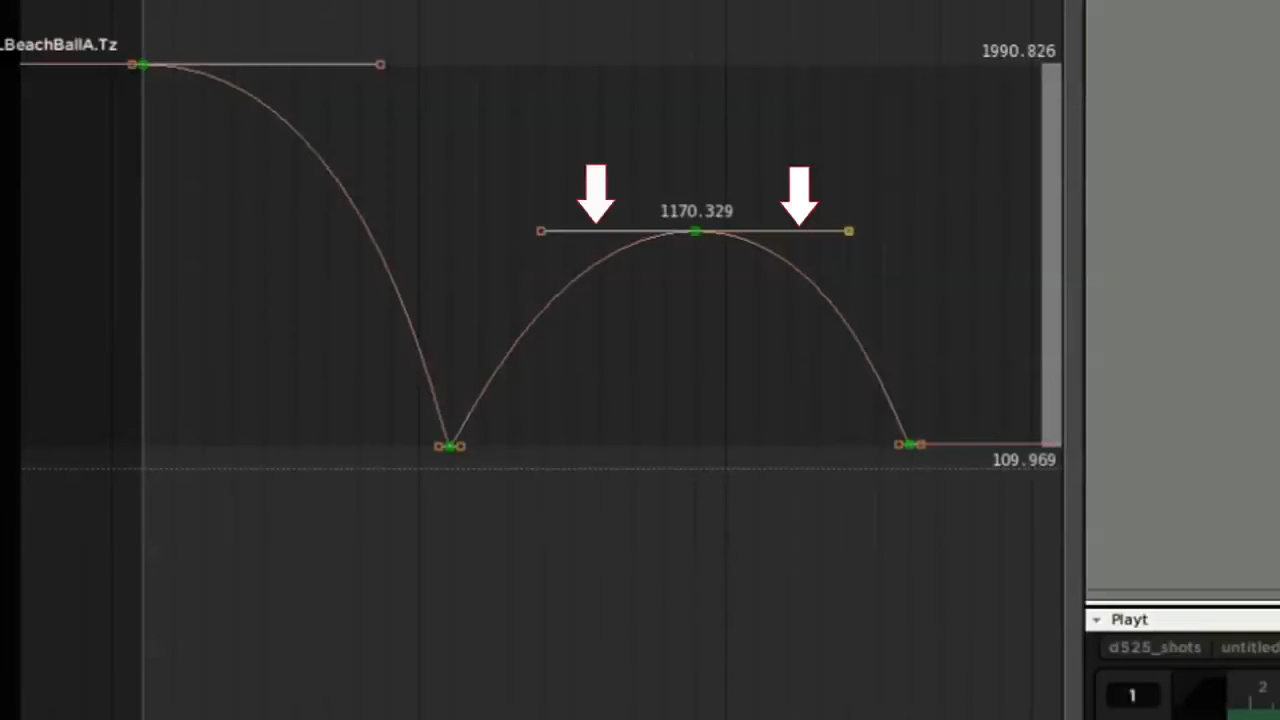 .BeachBallA.Tz
1990.826
1170.329
109.969
Playt
d525_shots untitled
1 2